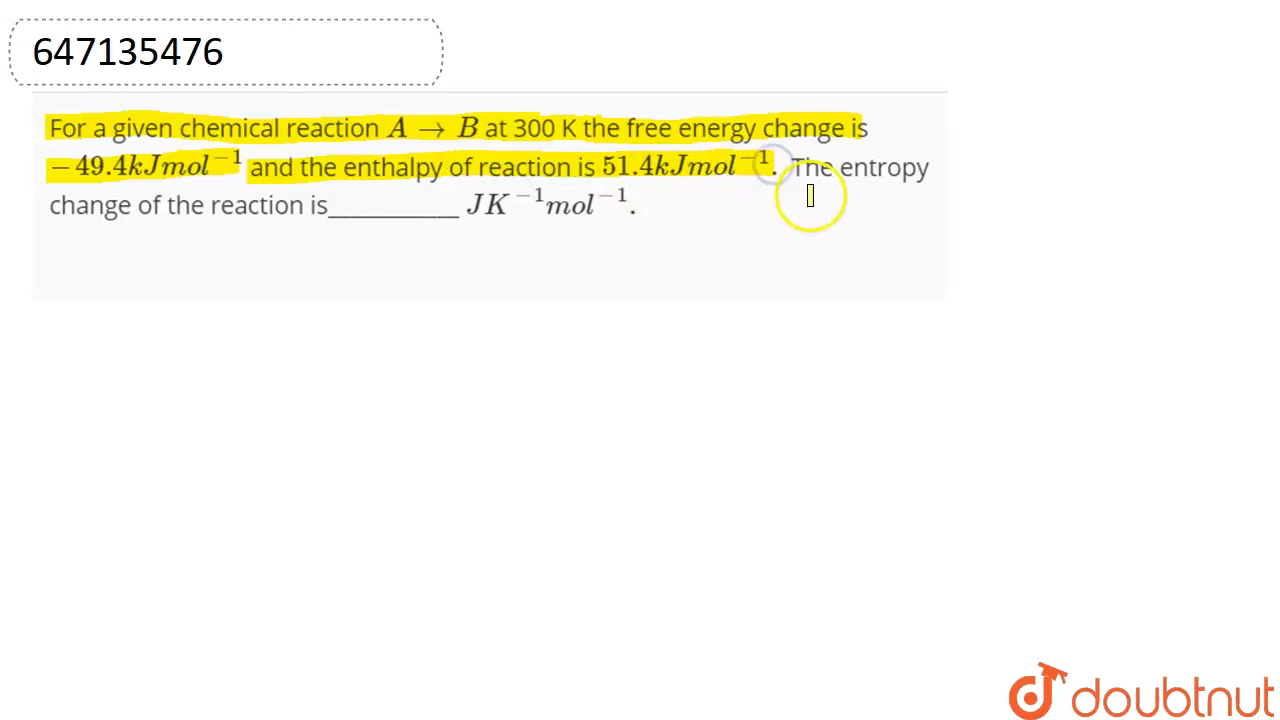 647135476
For a given chemical reaction A → B at 300 K the free energy change is
−49.4kJmol⁻¹ and the enthalpy of reaction is 51.4kJmol⁻¹. The entropy
change of the reaction is___________ JK⁻¹mol⁻¹.
doubtnut